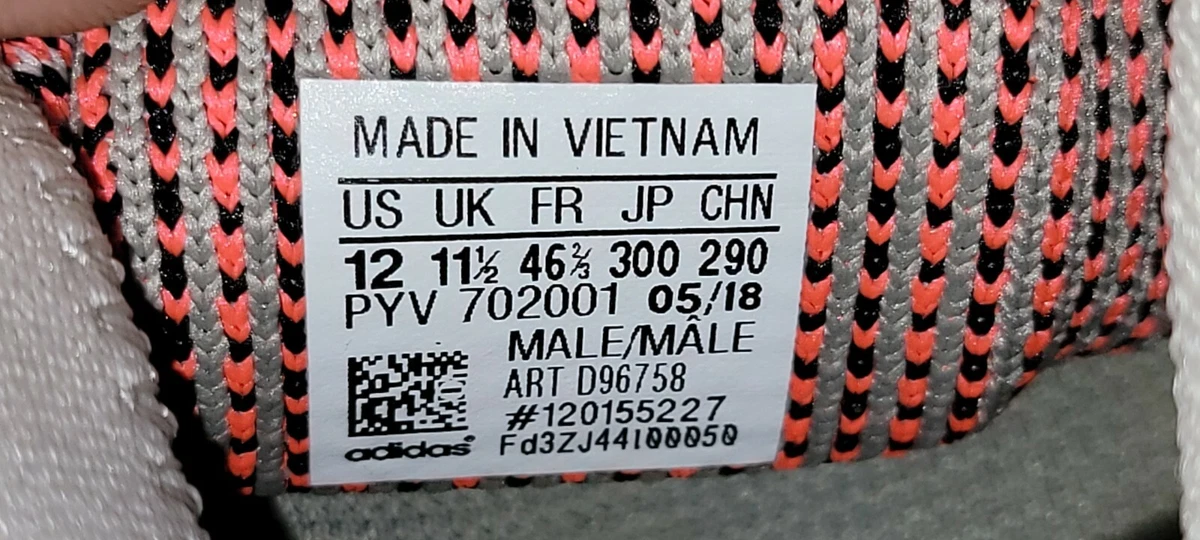 MADE IN VIETNAM
US UK FR JP CHN
12 11½ 46⅔ 300 290
PYV 702001 05/18
MALE/MÂLE
ART D96758
#120155227
adidas® Fd3ZJ44I00050